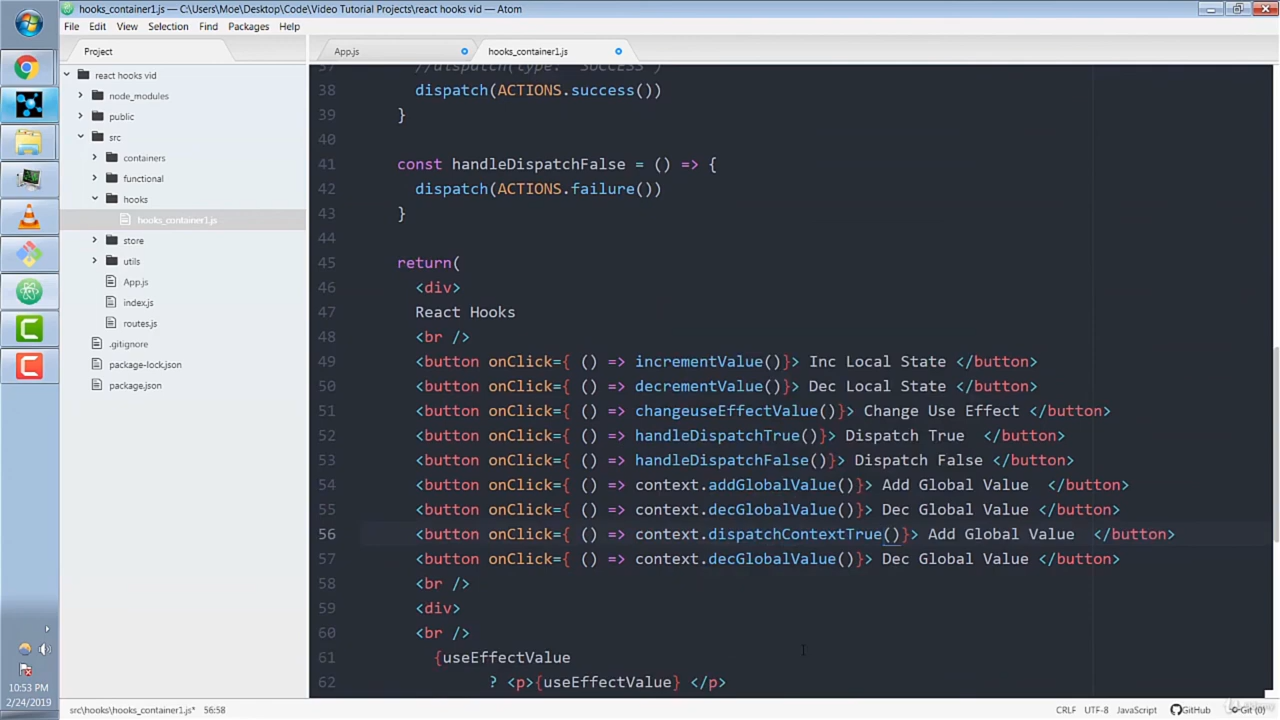 hooks_container1.js — C:\Users\Moe\Desktop\Code\Video Tutorial Projects\react hooks vid — Atom
File Edit View Selection Find Packages Help
Project
App.js
hooks_container1.js
react hooks vid
node_modules
public
src
containers
functional
hooks
hooks_container1.js
store
utils
App.js
index.js
routes.js
.gitignore
package-lock.json
package.json
37 //dispatch(type: "SUCCESS")
38 dispatch(ACTIONS.success())
39 }
40
41 const handleDispatchFalse = () => {
42 dispatch(ACTIONS.failure())
43 }
44
45 return(
46 <div>
47 React Hooks
48 <br />
49 <button onClick={ () => incrementValue()}> Inc Local State </button>
50 <button onClick={ () => decrementValue()}> Dec Local State </button>
51 <button onClick={ () => changeuseEffectValue()}> Change Use Effect </button>
52 <button onClick={ () => handleDispatchTrue()}> Dispatch True </button>
53 <button onClick={ () => handleDispatchFalse()}> Dispatch False </button>
54 <button onClick={ () => context.addGlobalValue()}> Add Global Value </button>
55 <button onClick={ () => context.decGlobalValue()}> Dec Global Value </button>
56 <button onClick={ () => context.dispatchContextTrue()}> Add Global Value </button>
57 <button onClick={ () => context.decGlobalValue()}> Dec Global Value </button>
58 <br />
59 <div>
60 <br />
61 {useEffectValue
62 ? <p>{useEffectValue} </p>
10:53 PM
2/24/2019
src\hooks\hooks_container1.js* 56:58
CRLF UTF-8 JavaScript GitHub Git (0)